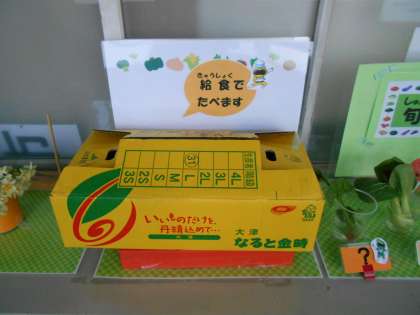 きゅうしょく
給食で
たべます
4L
3L
2L
L
M
S
2S
3S
いいものだけを、
丹精込めて…
大津
なると金時
旬
?